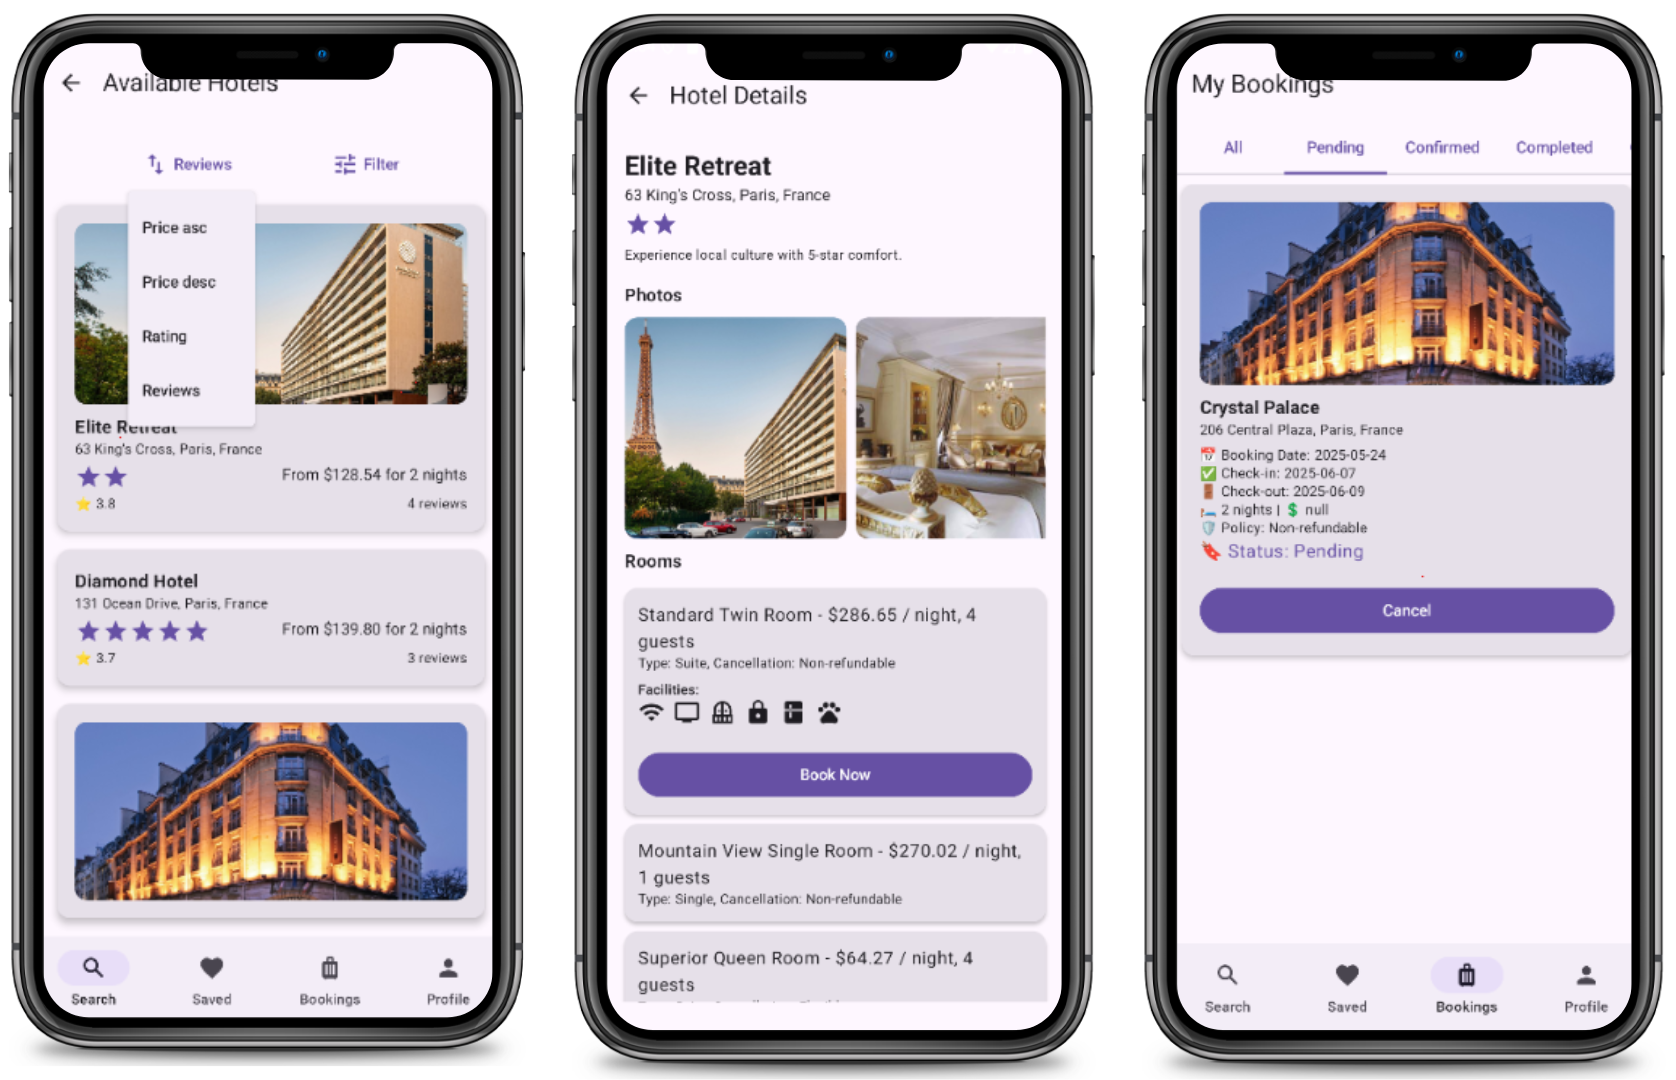 Available Hotels
Reviews
Filter
Price asc
Price desc
Rating
Reviews
Elite Retreat
63 King's Cross, Paris, France
From $128.54 for 2 nights
3.8
4 reviews
Diamond Hotel
131 Ocean Drive, Paris, France
From $139.80 for 2 nights
3.7
3 reviews
Search
Saved
Bookings
Profile
Hotel Details
Elite Retreat
63 King's Cross, Paris, France
Experience local culture with 5-star comfort.
Photos
Rooms
Standard Twin Room - $286.65 / night, 4
guests
Type: Suite, Cancellation: Non-refundable
Facilities:
Book Now
Mountain View Single Room - $270.02 / night,
1 guests
Type: Single, Cancellation: Non-refundable
Superior Queen Room - $64.27 / night, 4
guests
My Bookings
All
Pending
Confirmed
Completed
Crystal Palace
206 Central Plaza, Paris, France
Booking Date: 2025-05-24
Check-in: 2025-06-07
Check-out: 2025-06-09
2 nights | 💲 null
Policy: Non-refundable
Status: Pending
Cancel
Search
Saved
Bookings
Profile